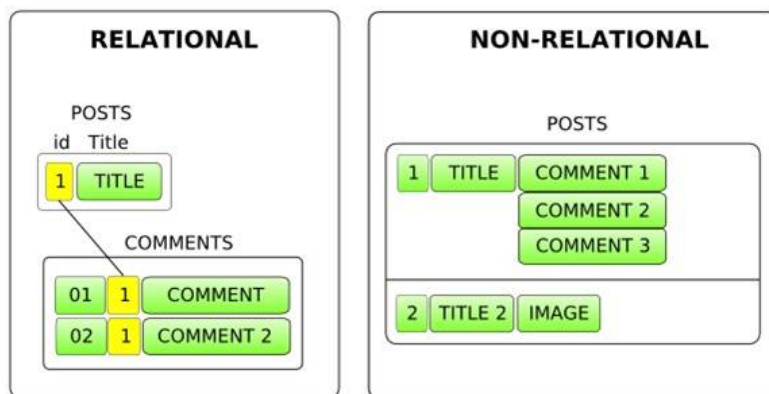 RELATIONAL
POSTS
id Title
1 TITLE
COMMENTS
01 1 COMMENT
02 1 COMMENT 2
NON-RELATIONAL
POSTS
1 TITLE COMMENT 1
COMMENT 2
COMMENT 3
2 TITLE 2 IMAGE